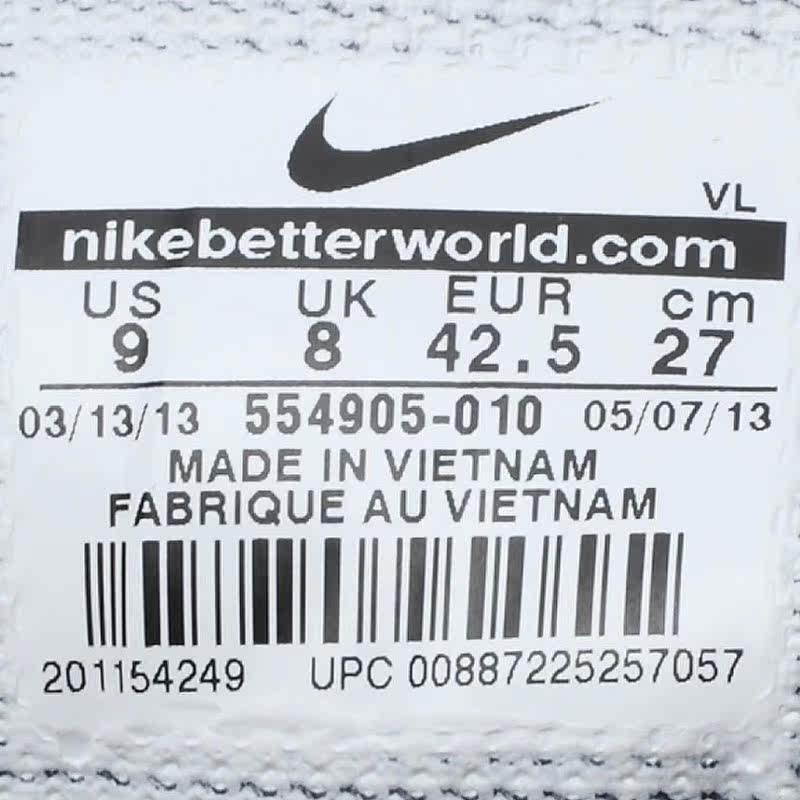 VL
nikebetterworld.com
US UK EUR cm
9 8 42.5 27
03/13/13 554905-010 05/07/13
MADE IN VIETNAM
FABRIQUE AU VIETNAM
201154249 UPC 00887225257057